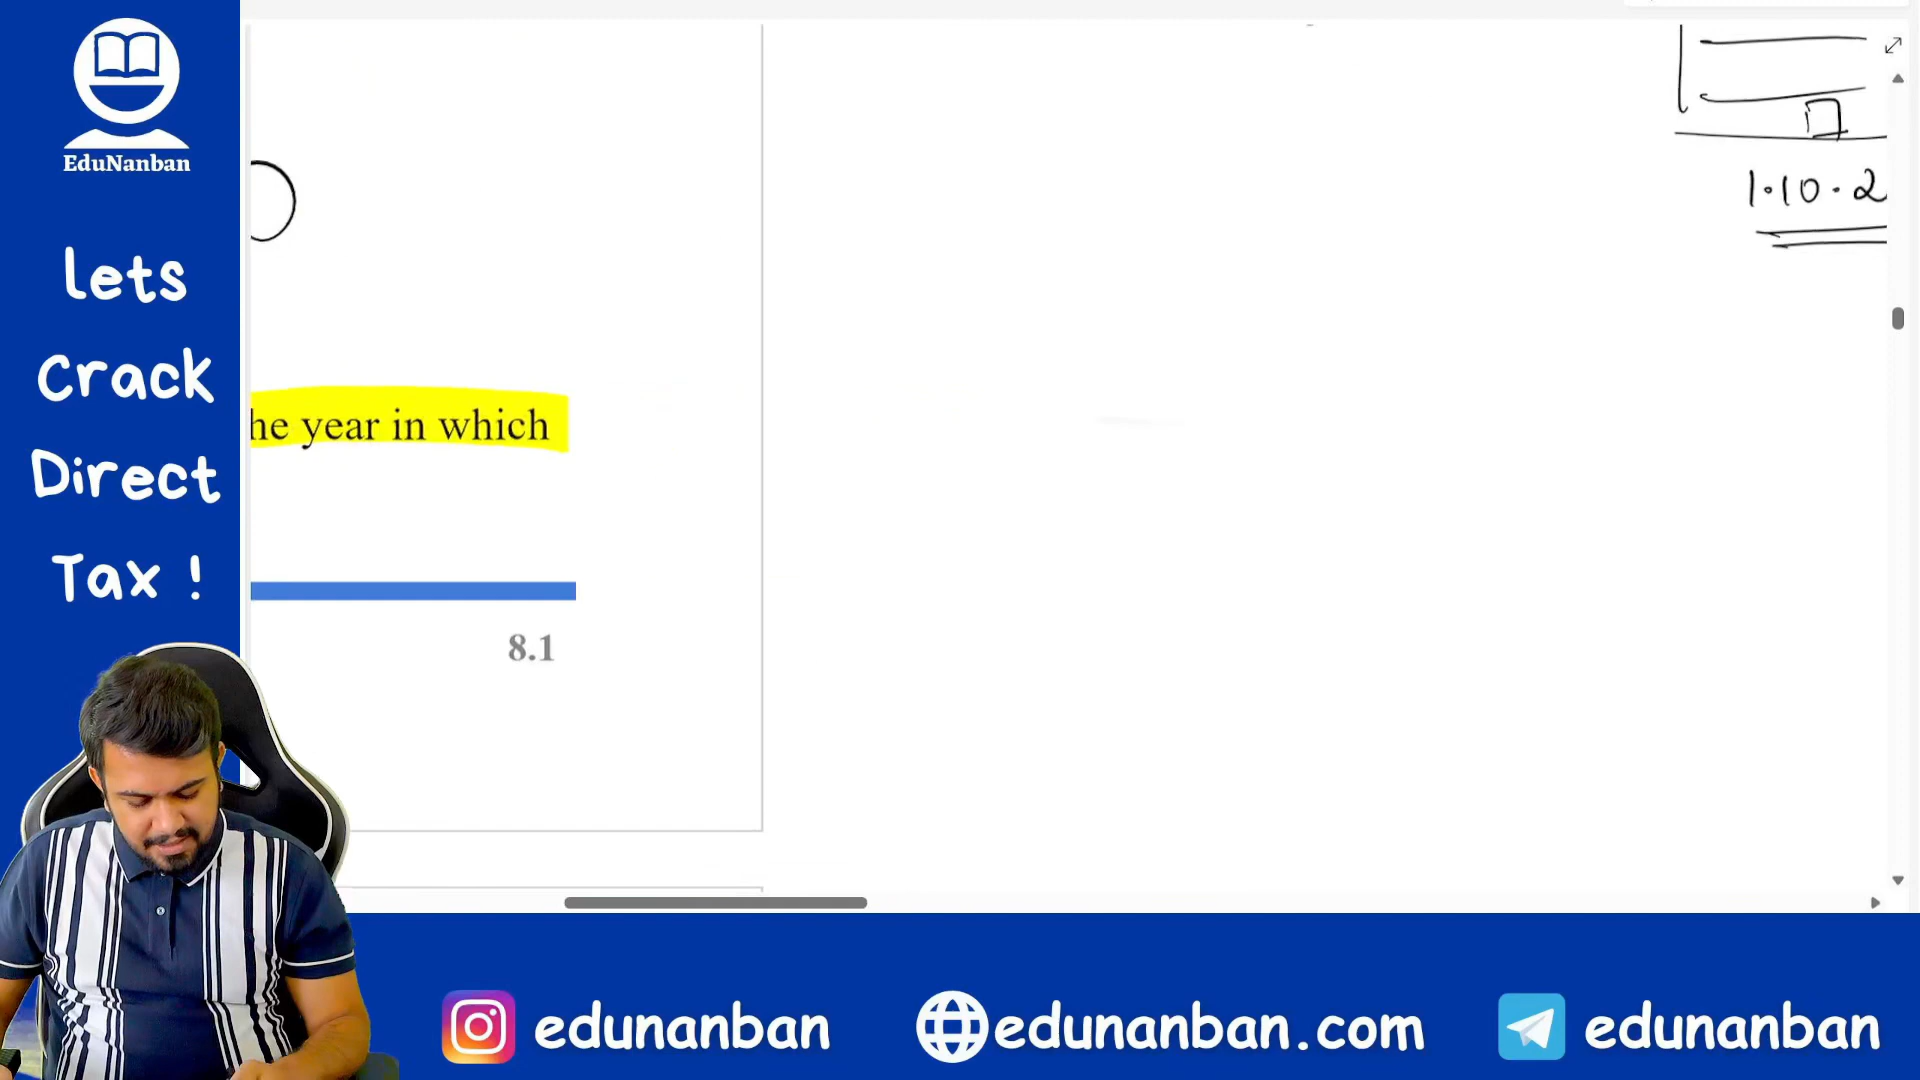 EduNanban
lets
Crack
Direct
Tax !
1.10.2
he year in which
8.1
edunanban
edunanban.com
edunanban